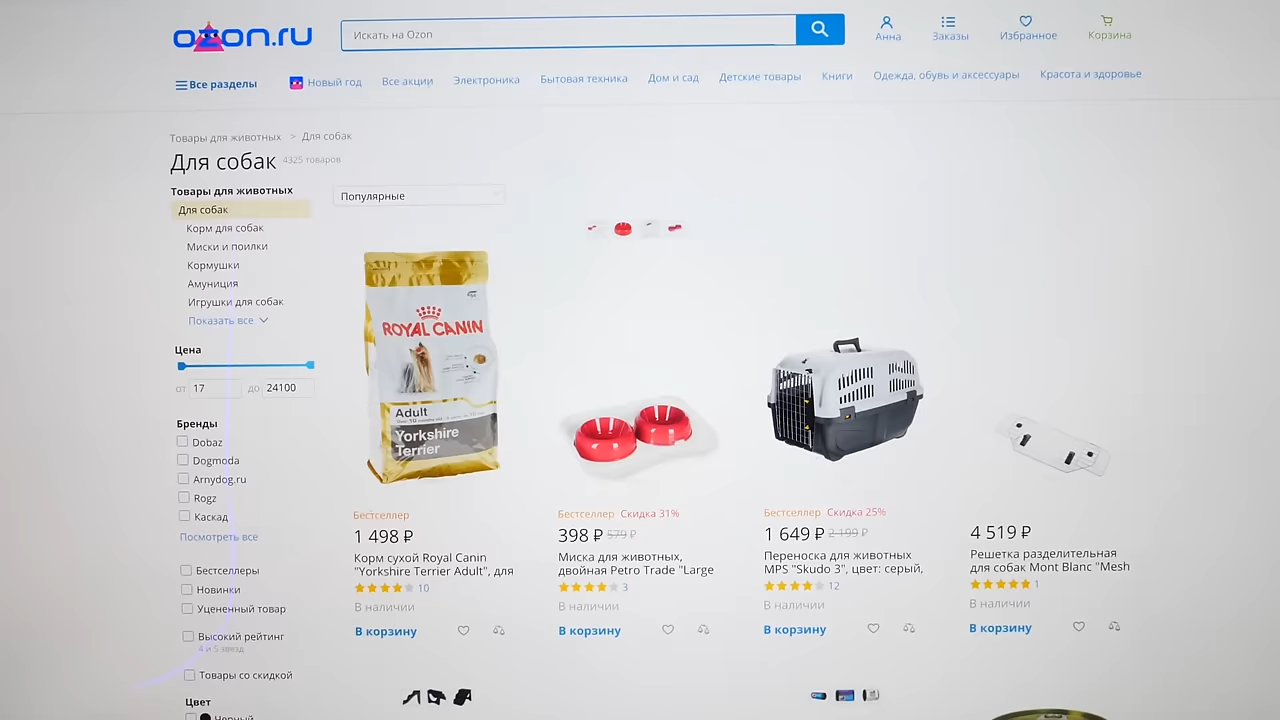 ozon.ru
Искать на Ozon
Анна
Заказы
Избранное
Корзина
Все разделы
Новый год
Все акции
Электроника
Бытовая техника
Дом и сад
Детские товары
Книги
Одежда, обувь и аксессуары
Красота и здоровье
Товары для животных > Для собак
Для собак 4325 товаров
Товары для животных
Для собак
Корм для собак
Миски и поилки
Кормушки
Амуниция
Игрушки для собак
Показать все
Цена
от 17 до 24100
Бренды
Dobaz
Dogmoda
Arnydog.ru
Rogz
Каскад
Посмотреть все
Бестселлеры
Новинки
Уцененный товар
Высокий рейтинг
4 и 5 звезд
Товары со скидкой
Цвет
Черный
Популярные
ROYAL CANIN
Adult
Yorkshire
Terrier
Бестселлер
1 498 ₽
Корм сухой Royal Canin
"Yorkshire Terrier Adult", для
10
В наличии
В корзину
Бестселлер Скидка 31%
398 ₽ 579 ₽
Миска для животных,
двойная Petro Trade "Large
3
В наличии
В корзину
Бестселлер Скидка 25%
1 649 ₽ 2 199 ₽
Переноска для животных
MPS "Skudo 3", цвет: серый,
12
В наличии
В корзину
4 519 ₽
Решетка разделительная
для собак Mont Blanc "Mesh
1
В наличии
В корзину